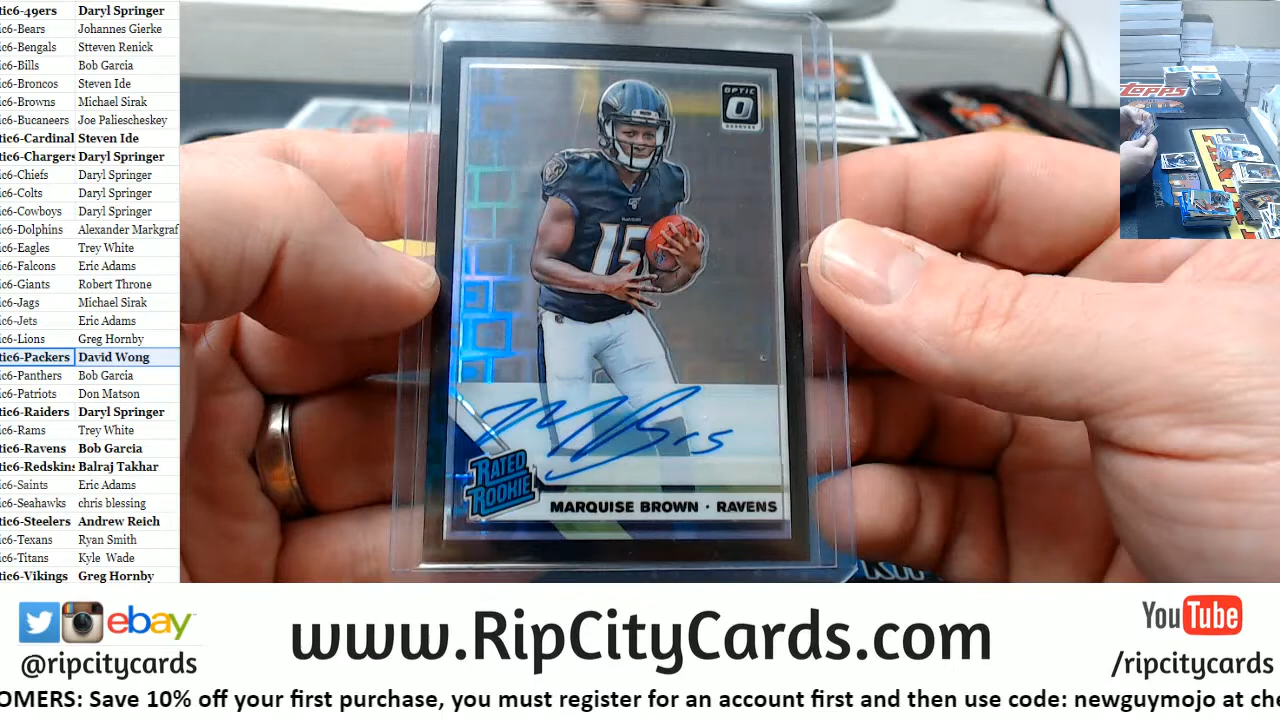 tic6-49ers Daryl Springer
ic6-Bears Johannes Gierke
ic6-Bengals Stteven Renick
ic6-Bills Bob Garcia
ic6-Broncos Steven Ide
ic6-Browns Michael Sirak
ic6-Bucaneers Joe Paliescheskey
tic6-Cardinal Steven Ide
tic6-Chargers Daryl Springer
ic6-Chiefs Daryl Springer
ic6-Colts Daryl Springer
ic6-Cowboys Daryl Springer
ic6-Dolphins Alexander Markgraf
ic6-Eagles Trey White
ic6-Falcons Eric Adams
ic6-Giants Robert Throne
ic6-Jags Michael Sirak
ic6-Jets Eric Adams
ic6-Lions Greg Hornby
tic6-Packers David Wong
ic6-Panthers Bob Garcia
ic6-Patriots Don Matson
tic6-Raiders Daryl Springer
ic6-Rams Trey White
tic6-Ravens Bob Garcia
tic6-Redskins Balraj Takhar
ic6-Saints Eric Adams
ic6-Seahawks chris blessing
tic6-Steelers Andrew Reich
ic6-Texans Ryan Smith
ic6-Titans Kyle Wade
tic6-Vikings Greg Hornby
OPTIC
O
DONRUSS
RAVENS
15
RATED
ROOKIE
MARQUISE BROWN · RAVENS
Topps
ebay
@ripcitycards
www.RipCityCards.com
YouTube
/ripcitycards
OMERS: Save 10% off your first purchase, you must register for an account first and then use code: newguymojo at che